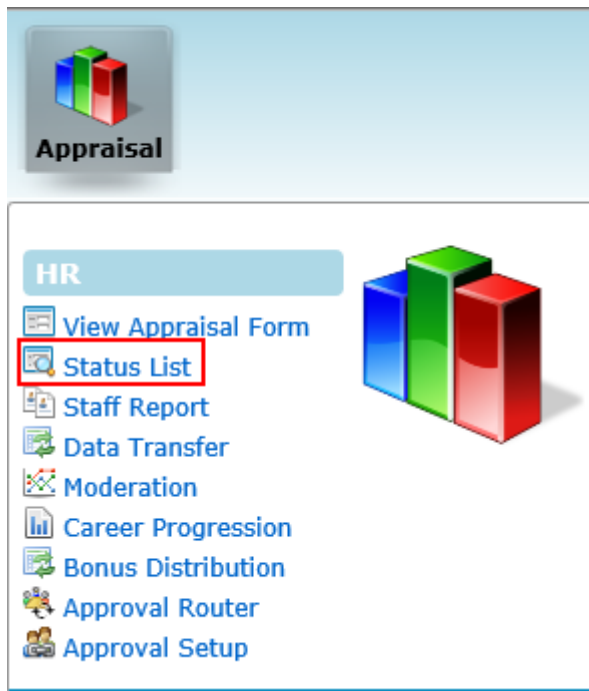 Appraisal
HR
View Appraisal Form
Status List
Staff Report
Data Transfer
Moderation
Career Progression
Bonus Distribution
Approval Router
Approval Setup